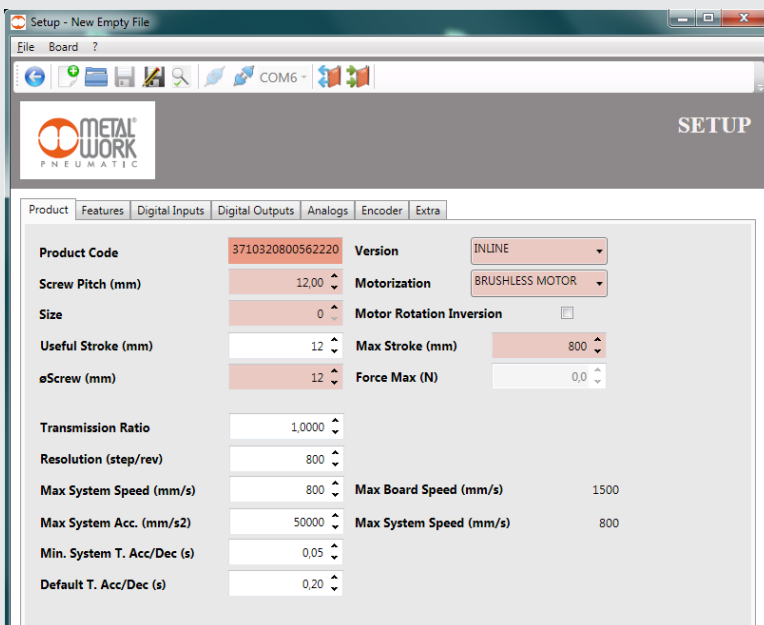 Setup - New Empty File
File Board ?
COM6
METAL
WORK
PNEUMATIC
SETUP
Product Features Digital Inputs Digital Outputs Analogs Encoder Extra
Product Code 3710320800562220 Version INLINE
Screw Pitch (mm) 12,00 Motorization BRUSHLESS MOTOR
Size 0 Motor Rotation Inversion
Useful Stroke (mm) 12 Max Stroke (mm) 800
øScrew (mm) 12 Force Max (N) 0,0
Transmission Ratio 1,0000
Resolution (step/rev) 800
Max System Speed (mm/s) 800 Max Board Speed (mm/s) 1500
Max System Acc. (mm/s2) 50000 Max System Speed (mm/s) 800
Min. System T. Acc/Dec (s) 0,05
Default T. Acc/Dec (s) 0,20